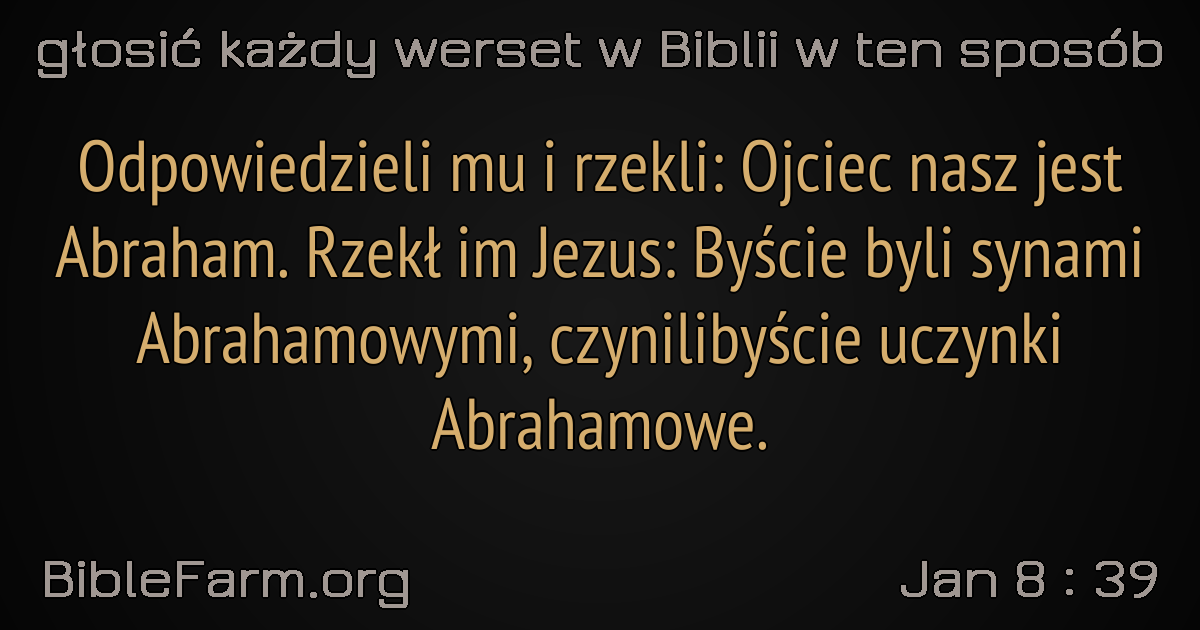 głosić każdy werset w Biblii w ten sposób
Odpowiedzieli mu i rzekli: Ojciec nasz jest
Abraham. Rzekł im Jezus: Byście byli synami
Abrahamowymi, czynilibyście uczynki
Abrahamowe.
BibleFarm.org
Jan 8 : 39